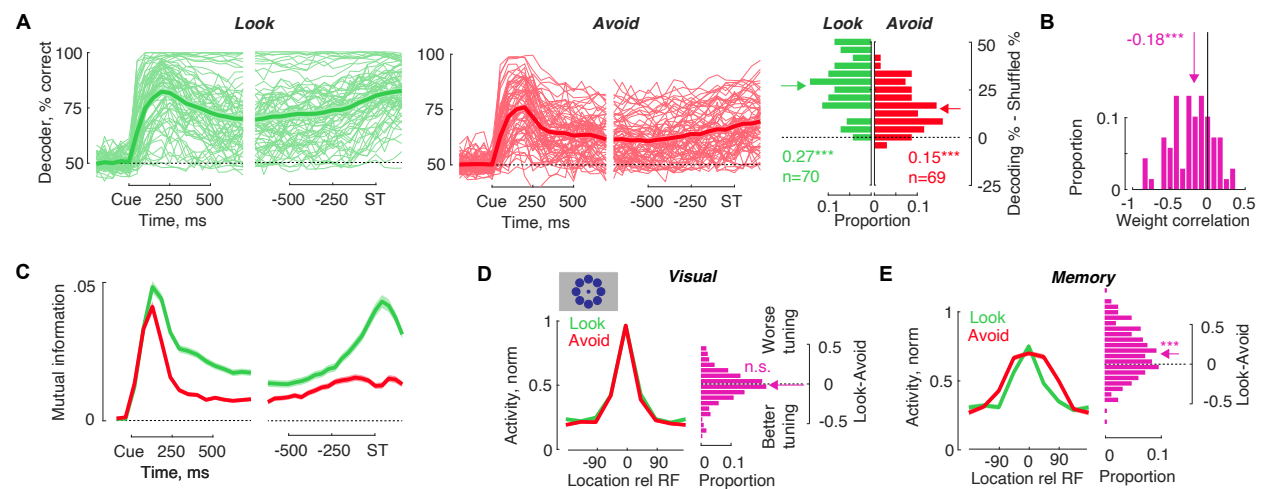 A
Look
Avoid
Look Avoid
B
Decoder, % correct
100
75
50
Cue 250 500
Time, ms
-500 -250 ST
100
75
50
Cue 250 500
Time, ms
-500 -250 ST
50
25
0
-25
Decoding % - Shuffled %
0.27***
n=70
0.15***
n=69
0.1 0 0.1
Proportion
-0.18***
Proportion
0.1
0
-1 -0.5 0 0.5
Weight correlation
C
Mutual information
.05
0
Cue 250 500
Time, ms
-500 -250 ST
D
Visual
Look
Avoid
Activity, norm
1
0.5
0
-90 0 90
Location rel RF
n.s.
Worse
tuning
Better
tuning
0.5
0
-0.5
Look-Avoid
0 0.1
Proportion
E
Memory
Look
Avoid
Activity, norm
1
0.5
0
-90 0 90
Location rel RF
***
0.5
0
-0.5
Look-Avoid
0 0.1
Proportion